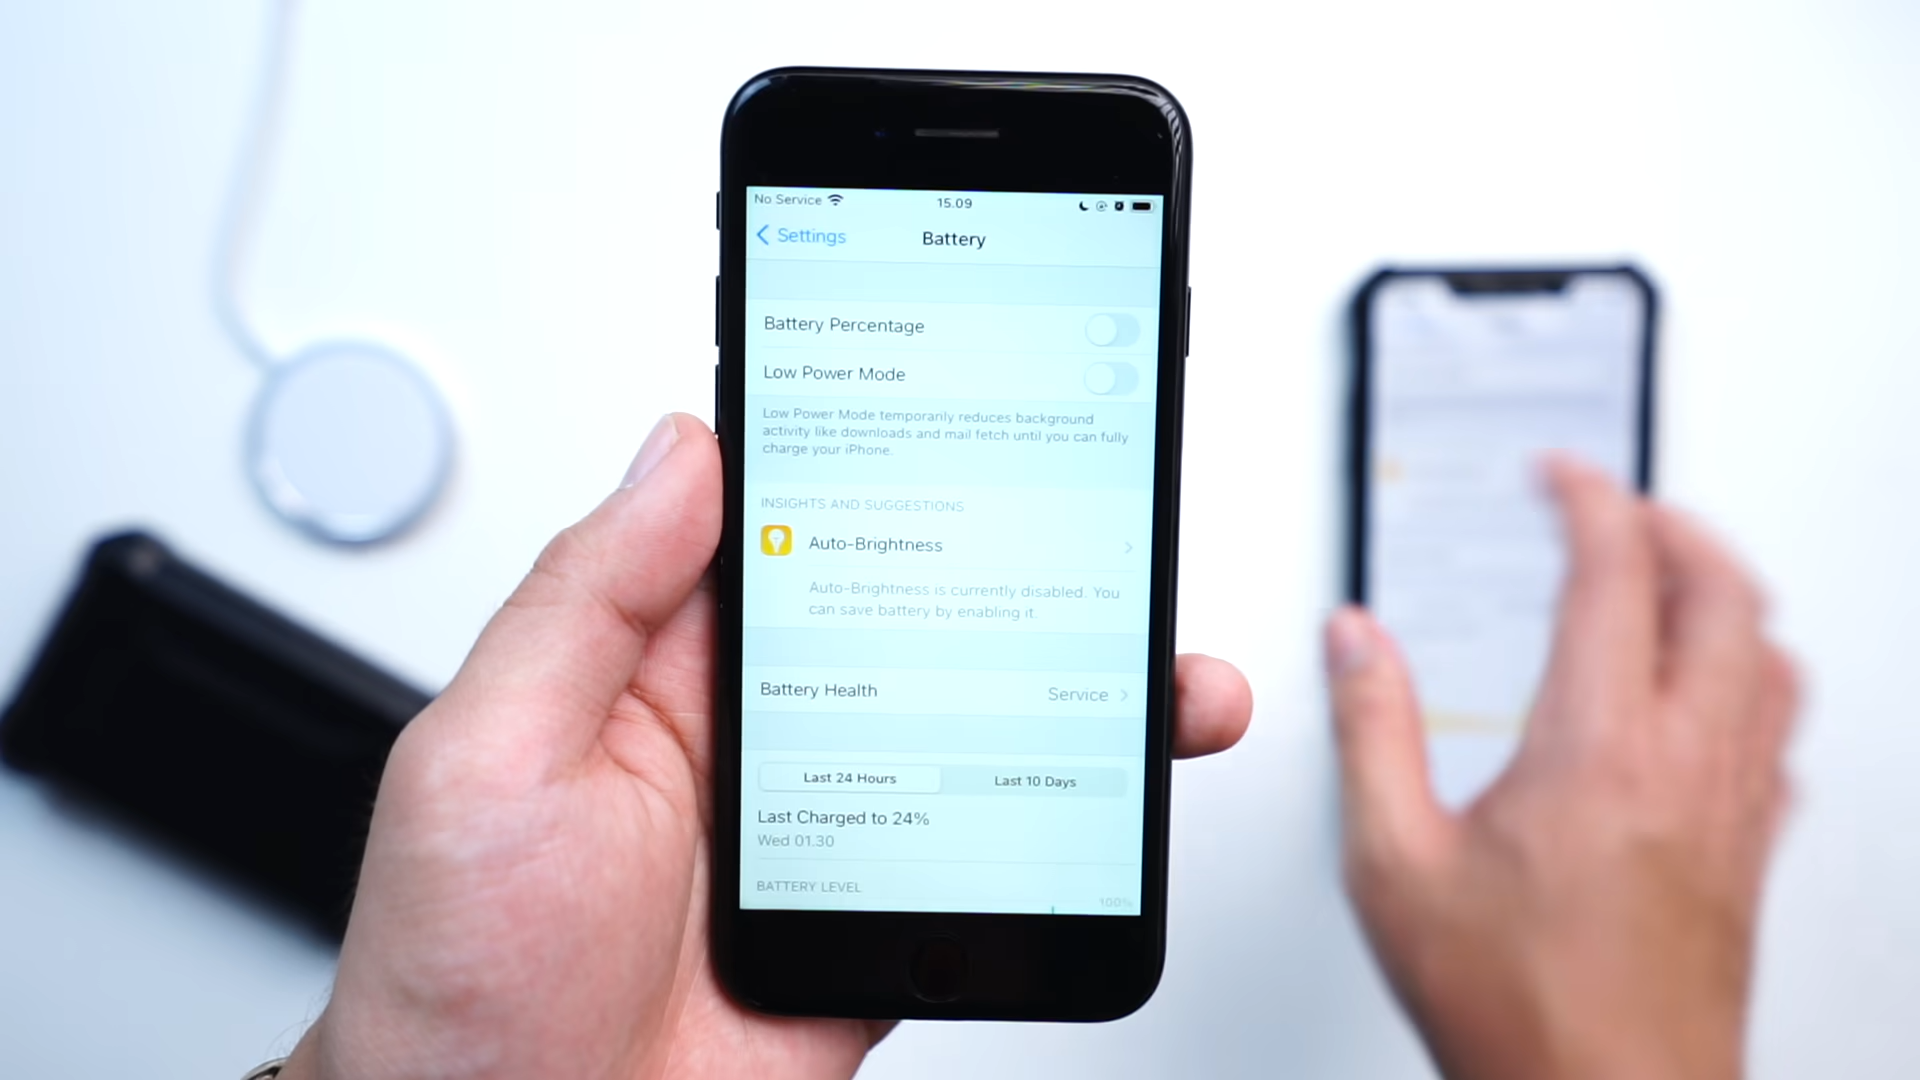 No Service
15.09
Settings
Battery
Battery Percentage
Low Power Mode
Low Power Mode temporarily reduces background
activity like downloads and mail fetch until you can fully
charge your iPhone.
INSIGHTS AND SUGGESTIONS
Auto-Brightness
Auto-Brightness is currently disabled. You
can save battery by enabling it.
Battery Health
Service
Last 24 Hours
Last 10 Days
Last Charged to 24%
Wed 01.30
BATTERY LEVEL
100%